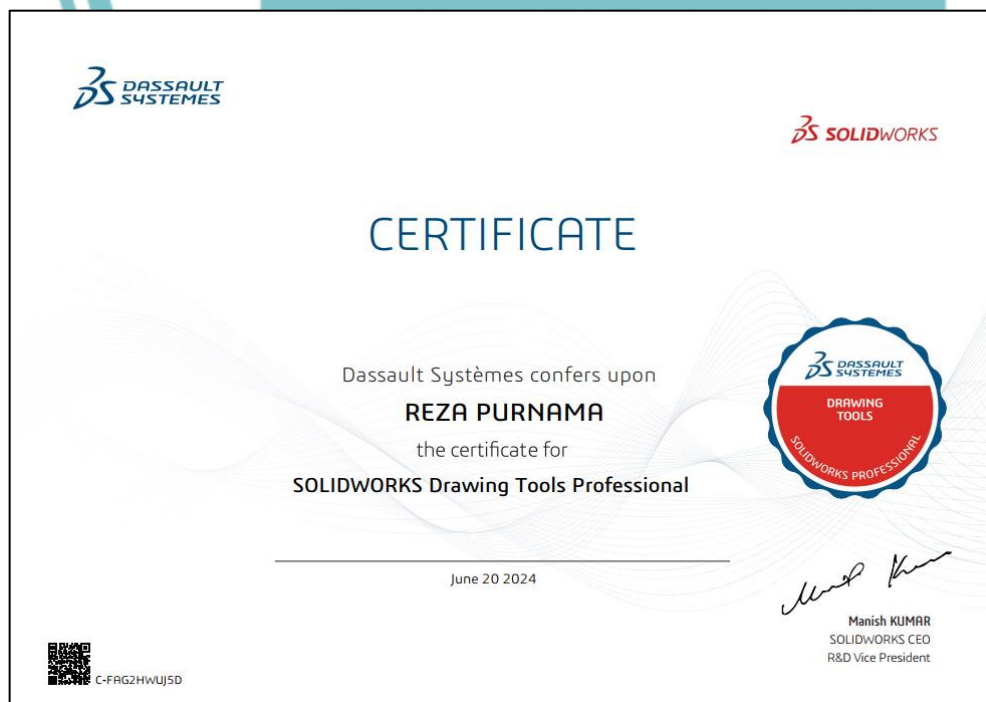 DASSAULT
SYSTEMES
SOLIDWORKS
CERTIFICATE
Dassault Systèmes confers upon
REZA PURNAMA
the certificate for
SOLIDWORKS Drawing Tools Professional
DASSAULT
SYSTEMES
DRAWING
TOOLS
SOLIDWORKS PROFESSIONAL
June 20 2024
Manish KUMAR
SOLIDWORKS CEO
R&D Vice President
C-FAG2HWUJ5D